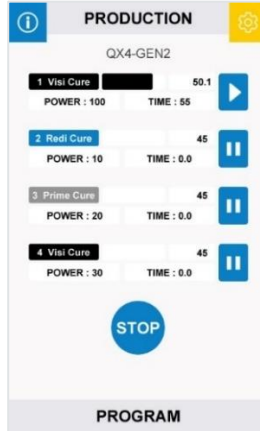 PRODUCTION
QX4-GEN2
1 Visi Cure 50.1
POWER : 100 TIME : 55
2 Redi Cure 45
POWER : 10 TIME : 0.0
3 Prime Cure 45
POWER : 20 TIME : 0.0
4 Visi Cure 45
POWER : 30 TIME : 0.0
STOP
PROGRAM